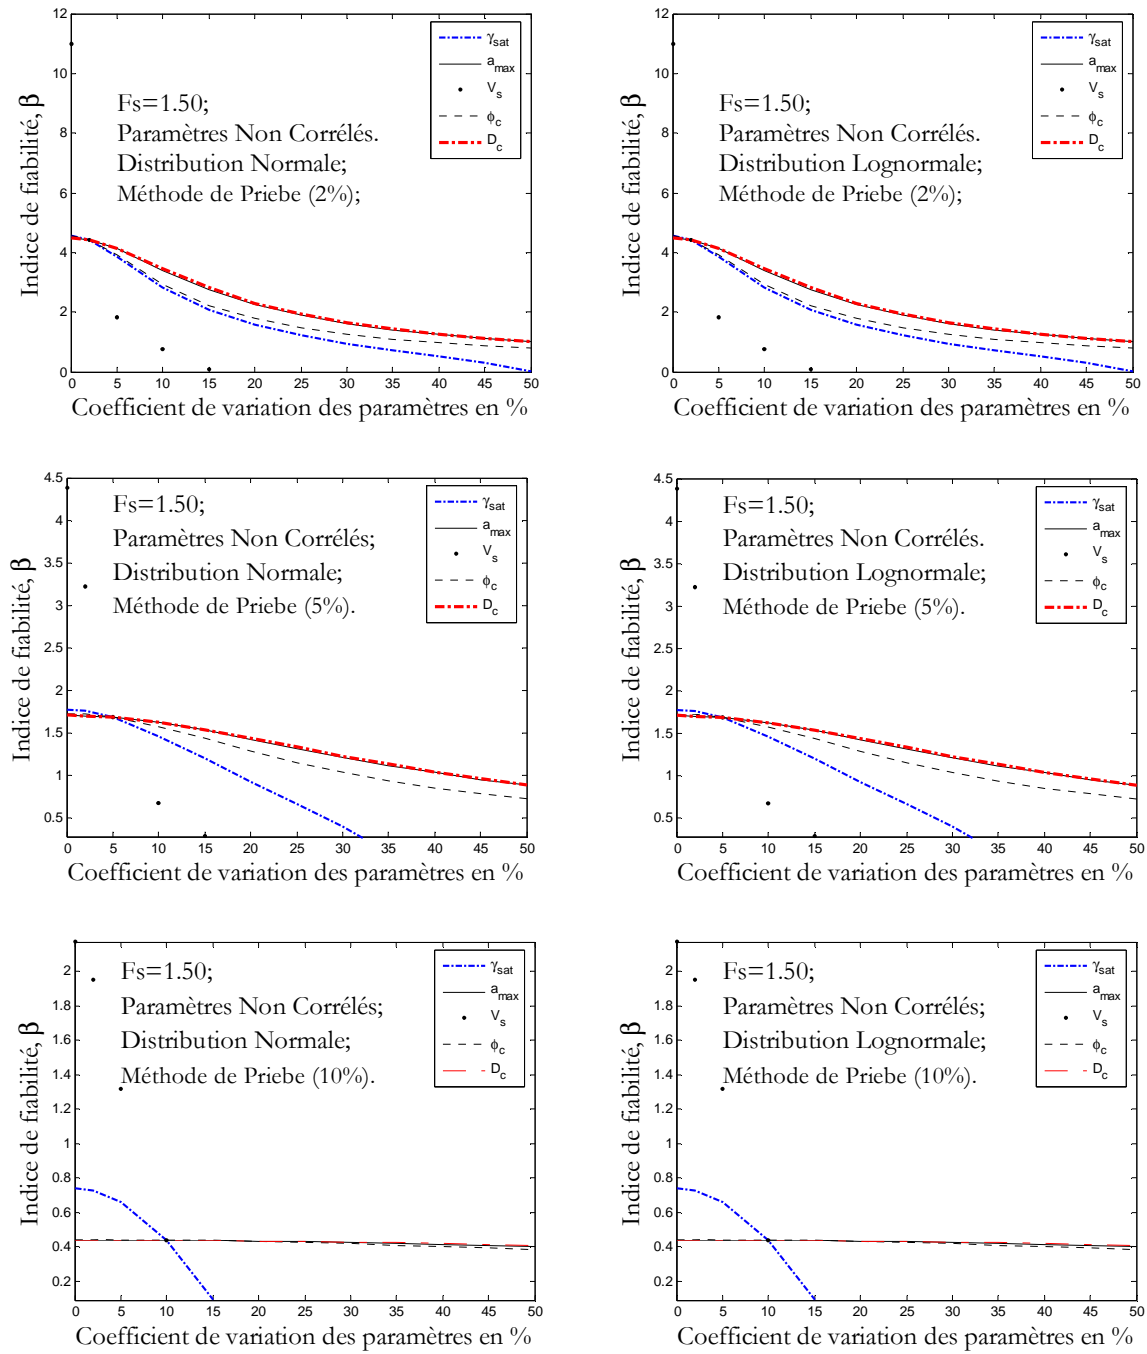 Indice de fiabilité, β
12
10
8
6
4
2
0
Fs=1.50;
Paramètres Non Corrélés.
Distribution Normale;
Méthode de Priebe (2%);
γsat
amax
Vs
ϕc
Dc
0 5 10 15 20 25 30 35 40 45 50
Coefficient de variation des paramètres en %
Indice de fiabilité, β
12
10
8
6
4
2
0
Fs=1.50;
Paramètres Non Corrélés.
Distribution Lognormale;
Méthode de Priebe (2%);
γsat
amax
Vs
ϕc
Dc
0 5 10 15 20 25 30 35 40 45 50
Coefficient de variation des paramètres en %
Indice de fiabilité, β
4.5
4
3.5
3
2.5
2
1.5
1
0.5
Fs=1.50;
Paramètres Non Corrélés;
Distribution Normale;
Méthode de Priebe (5%).
γsat
amax
Vs
ϕc
Dc
0 5 10 15 20 25 30 35 40 45 50
Coefficient de variation des paramètres en %
Indice de fiabilité, β
4.5
4
3.5
3
2.5
2
1.5
1
0.5
Fs=1.50;
Paramètres Non Corrélés.
Distribution Lognormale;
Méthode de Priebe (5%).
γsat
amax
Vs
ϕc
Dc
0 5 10 15 20 25 30 35 40 45 50
Coefficient de variation des paramètres en %
Indice de fiabilité, β
2
1.8
1.6
1.4
1.2
1
0.8
0.6
0.4
0.2
Fs=1.50;
Paramètres Non Corrélés;
Distribution Normale;
Méthode de Priebe (10%).
γsat
amax
Vs
ϕc
Dc
0 5 10 15 20 25 30 35 40 45 50
Coefficient de variation des paramètres en %
Indice de fiabilité, β
2
1.8
1.6
1.4
1.2
1
0.8
0.6
0.4
0.2
Fs=1.50;
Paramètres Non Corrélés;
Distribution Lognormale;
Méthode de Priebe (10%).
γsat
amax
Vs
ϕc
Dc
0 5 10 15 20 25 30 35 40 45 50
Coefficient de variation des paramètres en %